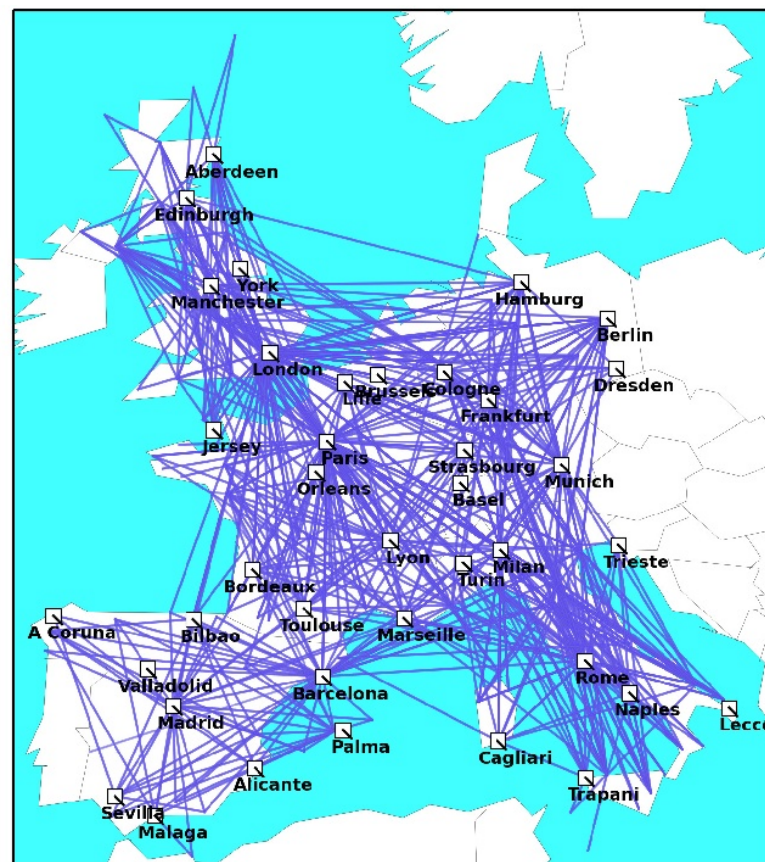 Aberdeen
Edinburgh
York
Manchester
Hamburg
Berlin
London
Dresden
Lille
Brussels
Cologne
Frankfurt
Jersey
Paris
Strasbourg
Munich
Orleans
Basel
Lyon
Milan
Trieste
Turin
Bordeaux
Toulouse
Marseille
A Coruna
Bilbao
Valladolid
Barcelona
Rome
Madrid
Naples
Lecce
Palma
Cagliari
Alicante
Trapani
Sevilla
Malaga